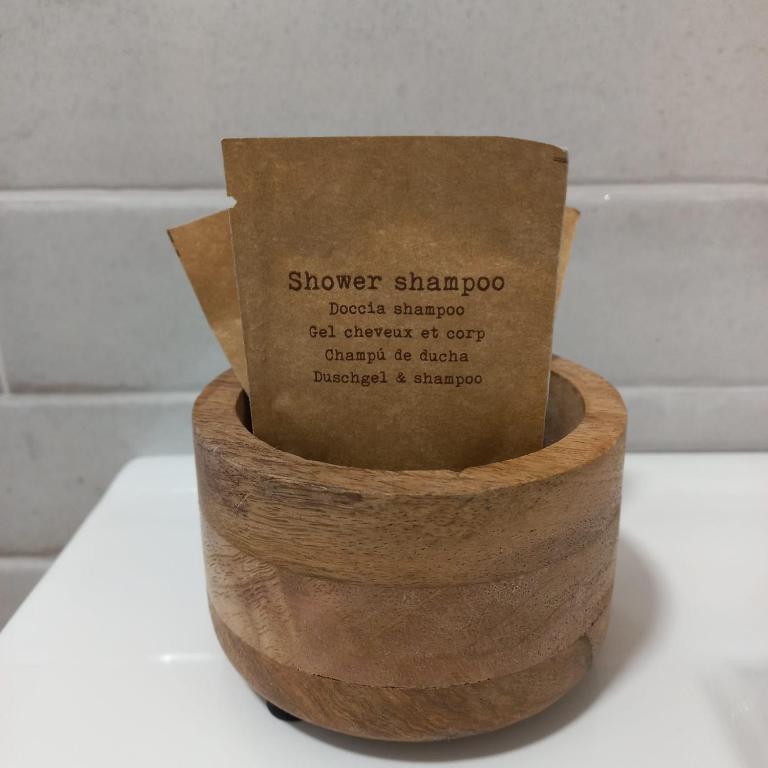 Shower shampoo
Doccia shampoo
Gel cheveux et corp
Champú de ducha
Duschgel & shampoo